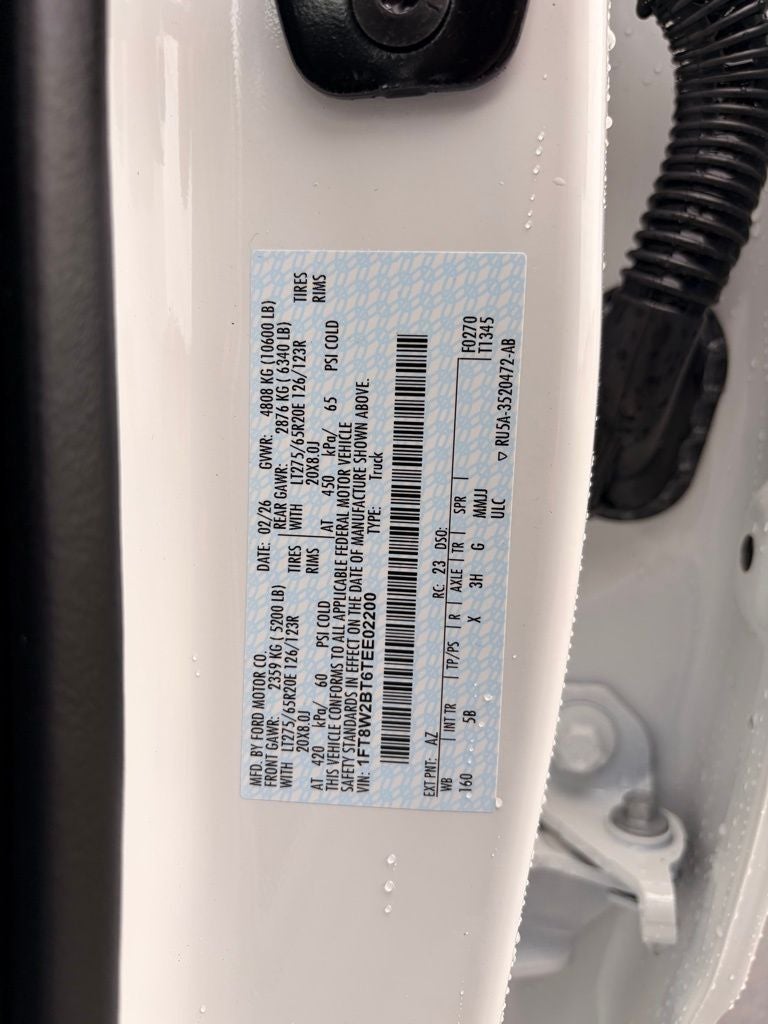 MFD. BY FORD MOTOR CO.
DATE: 02/26 GVWR: 4808 KG (10600 LB)
FRONT GAWR: 2359 KG ( 5200 LB) REAR GAWR: 2876 KG ( 6340 LB)
WITH LT275/65R20E 126/123R TIRES WITH LT275/65R20E 126/123R TIRES
20X8.0J RIMS 20X8.0J RIMS
AT 420 kPa/ 60 PSI COLD AT 450 kPa/ 65 PSI COLD
THIS VEHICLE CONFORMS TO ALL APPLICABLE FEDERAL MOTOR VEHICLE
SAFETY STANDARDS IN EFFECT ON THE DATE OF MANUFACTURE SHOWN ABOVE.
VIN: 1FT8W2BT6TEE02200 TYPE: Truck
EXT PNT: AZ RC: 23 DSO: F0270
WB INT TR TP/PS R AXLE TR SPR T1345
160 5B X 3H G MMJJ
ULC ▽ RU5A-3520472-AB